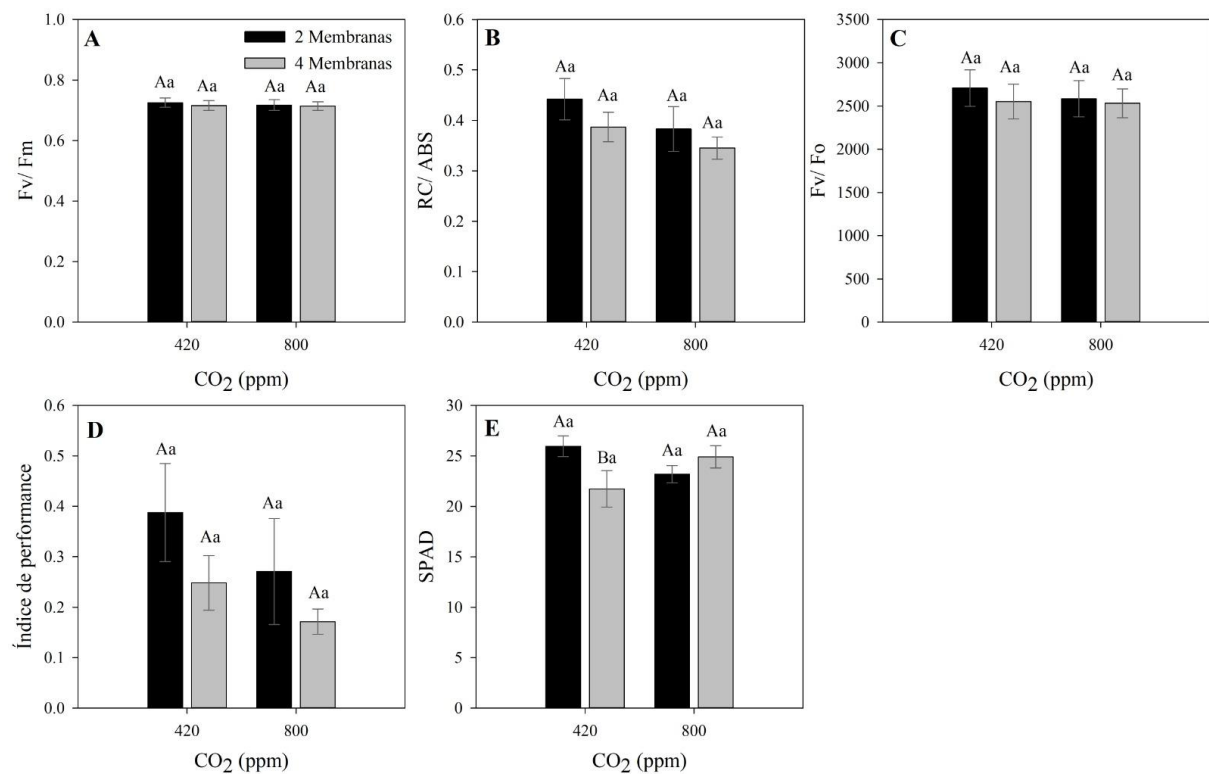 A
2 Membranas
4 Membranas
Aa
Aa
Aa
Aa
1.0
0.8
0.6
0.4
0.2
0.0
Fv/ Fm
420
800
CO2 (ppm)
B
Aa
Aa
Aa
Aa
0.6
0.5
0.4
0.3
0.2
0.1
0.0
RC/ ABS
420
800
CO2 (ppm)
C
Aa
Aa
Aa
Aa
3500
3000
2500
2000
1500
1000
500
0
Fv/ Fo
420
800
CO2 (ppm)
D
Aa
Aa
Aa
Aa
0.6
0.5
0.4
0.3
0.2
0.1
0.0
Índice de performance
420
800
CO2 (ppm)
E
Aa
Ba
Aa
Aa
30
25
20
15
10
5
0
SPAD
420
800
CO2 (ppm)